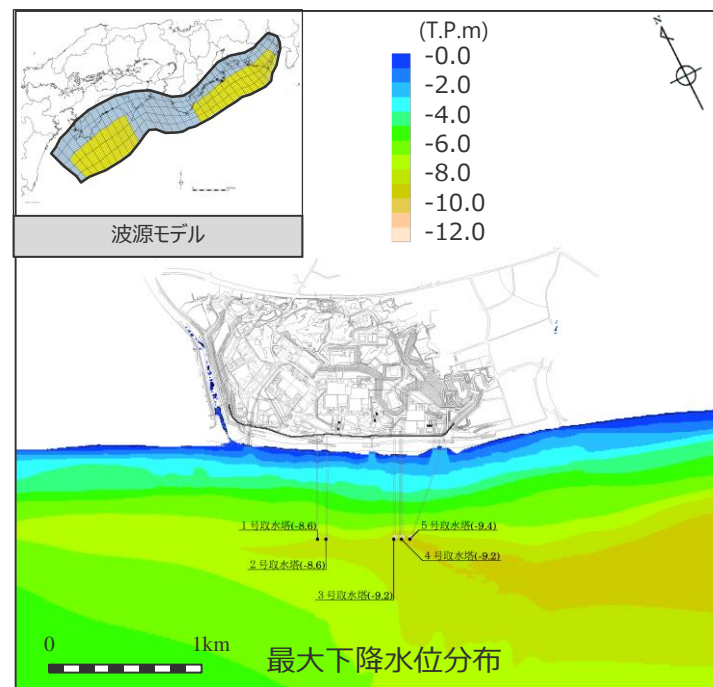 波源モデル
(T.P.m)
-0.0
-2.0
-4.0
-6.0
-8.0
-10.0
-12.0
N
1号取水塔(-8.6)
2号取水塔(-8.6)
3号取水塔(-9.2)
4号取水塔(-9.2)
5号取水塔(-9.4)
0 1km
最大下降水位分布